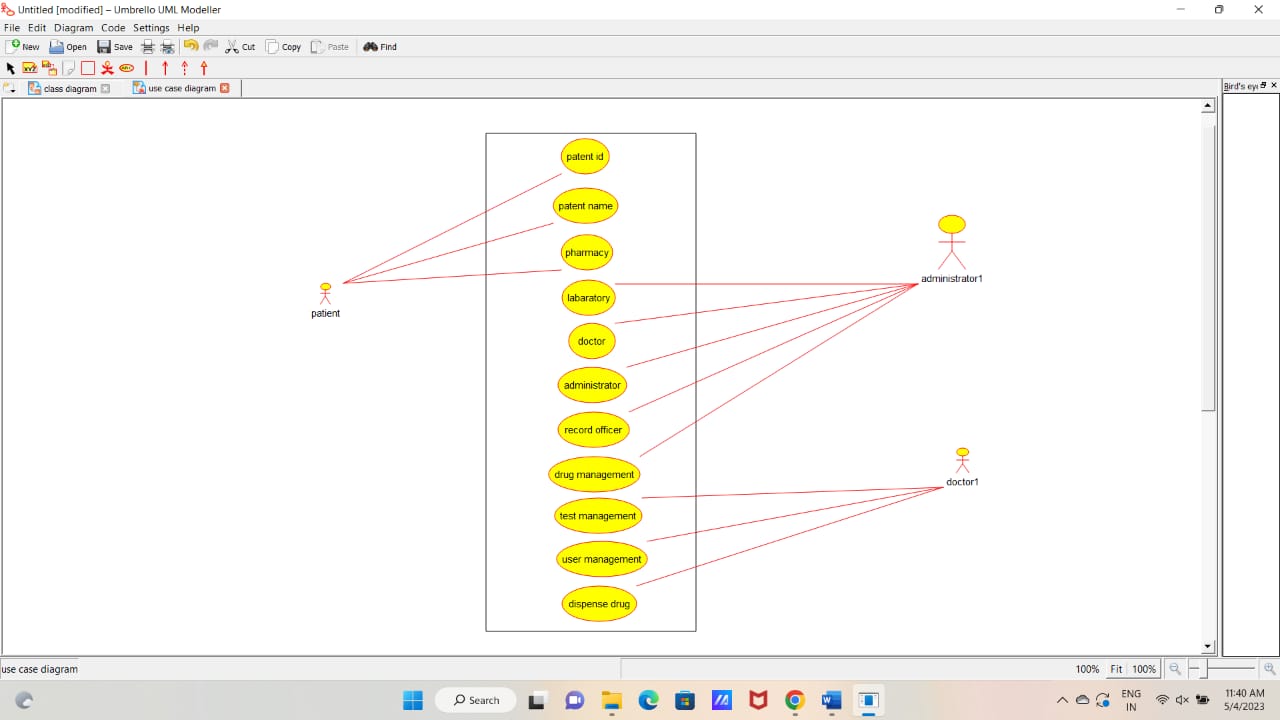 Untitled [modified] – Umbrello UML Modeller
File Edit Diagram Code Settings Help
New Open Save Cut Copy Paste Find
class diagram use case diagram
Bird's eye
patent id
patent name
pharmacy
labaratory
doctor
administrator
record officer
drug management
test management
user management
dispense drug
patient
administrator1
doctor1
use case diagram
100% Fit 100%
Search
ENG
IN
11:40 AM
5/4/2023